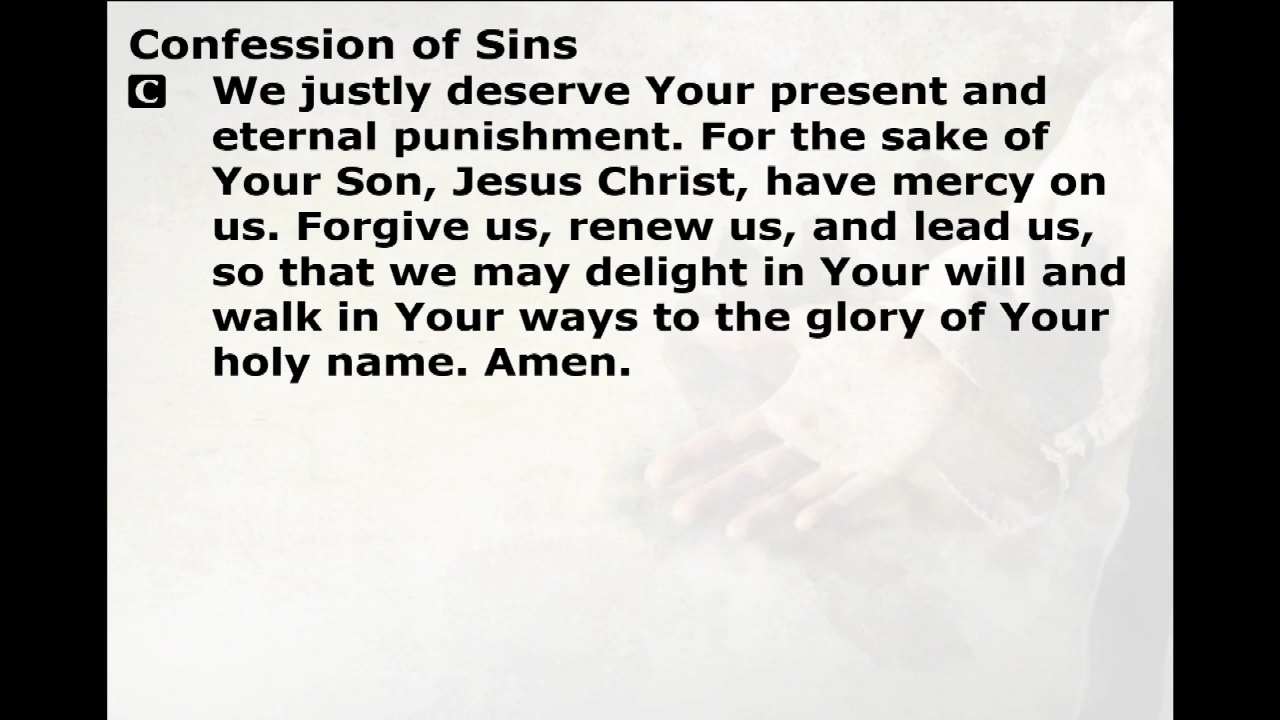 Confession of Sins
C We justly deserve Your present and
eternal punishment. For the sake of
Your Son, Jesus Christ, have mercy on
us. Forgive us, renew us, and lead us,
so that we may delight in Your will and
walk in Your ways to the glory of Your
holy name. Amen.